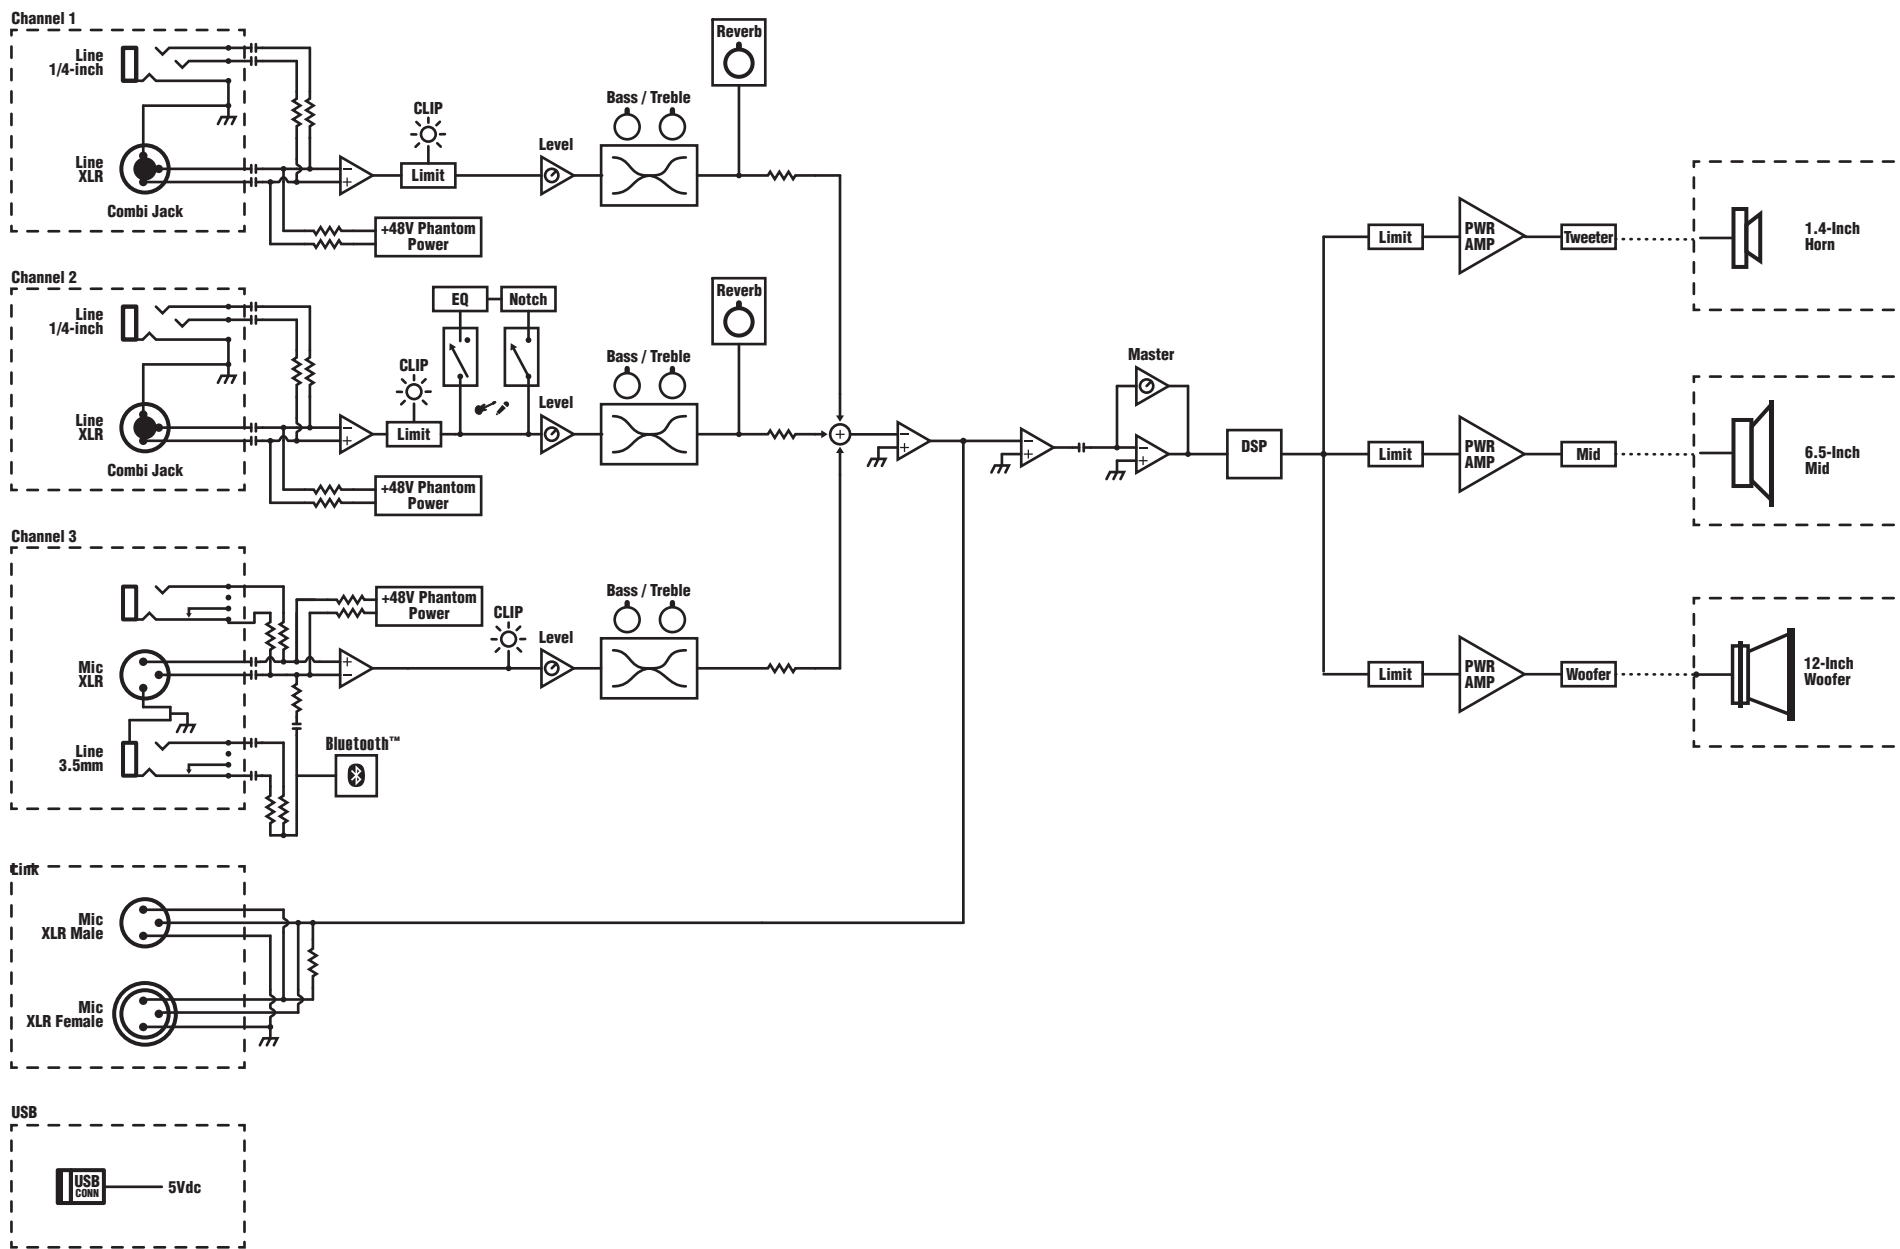 Channel 1
Line
1/4-inch
Line
XLR
Combi Jack
+48V Phantom
Power
CLIP
Limit
Level
Bass / Treble
Reverb
Channel 2
Line
1/4-inch
Line
XLR
Combi Jack
+48V Phantom
Power
CLIP
Limit
EQ
Notch
Level
Bass / Treble
Reverb
Channel 3
Mic
XLR
Line
3.5mm
+48V Phantom
Power
Bluetooth™
CLIP
Level
Bass / Treble
Master
DSP
Limit
PWR
AMP
Tweeter
1.4-Inch
Horn
Limit
PWR
AMP
Mid
6.5-Inch
Mid
Limit
PWR
AMP
Woofer
12-Inch
Woofer
Link
Mic
XLR Male
Mic
XLR Female
USB
USB
CONN
5Vdc